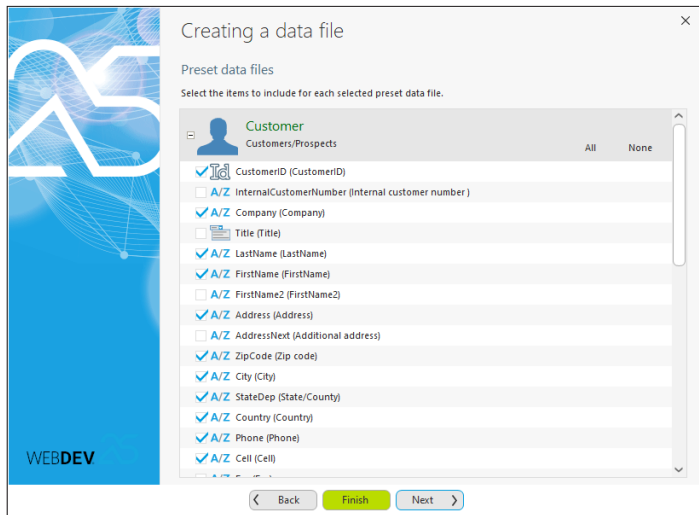 Creating a data file
Preset data files
Select the items to include for each selected preset data file.
Customer
Customers/Prospects
All None
Id CustomerID (CustomerID)
A/Z InternalCustomerNumber (Internal customer number )
A/Z Company (Company)
Title (Title)
A/Z LastName (LastName)
A/Z FirstName (FirstName)
A/Z FirstName2 (FirstName2)
A/Z Address (Address)
A/Z AddressNext (Additional address)
A/Z ZipCode (Zip code)
A/Z City (City)
A/Z StateDep (State/County)
A/Z Country (Country)
A/Z Phone (Phone)
A/Z Cell (Cell)
WEBDEV
Back Finish Next